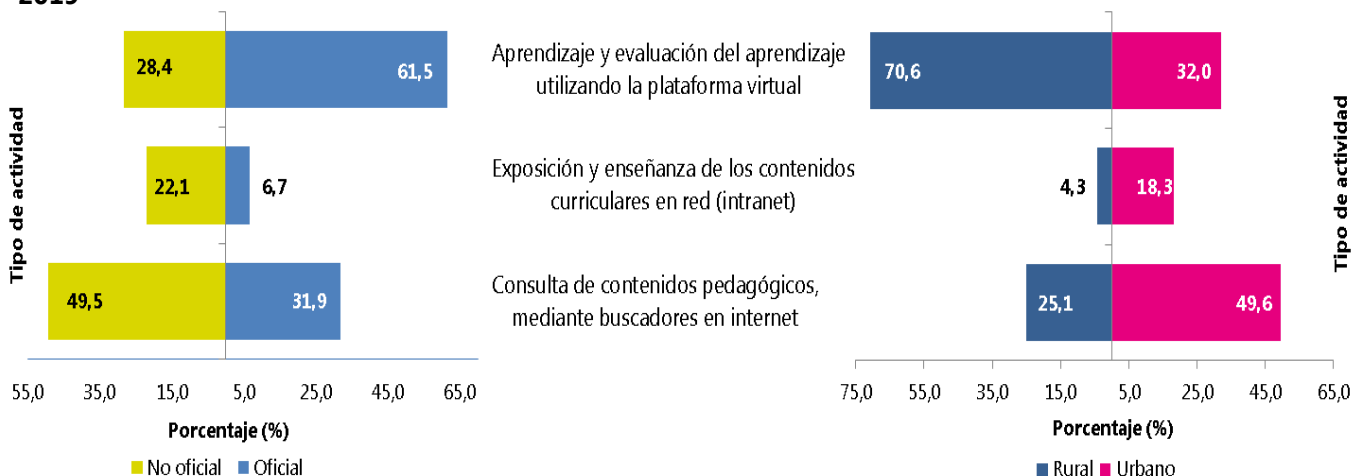 2019
Tipo de actividad
28,4
61,5
Aprendizaje y evaluación del aprendizaje
utilizando la plataforma virtual
70,6
32,0
22,1
6,7
Exposición y enseñanza de los contenidos
curriculares en red (intranet)
4,3
18,3
49,5
31,9
Consulta de contenidos pedagógicos,
mediante buscadores en internet
25,1
49,6
Tipo de actividad
55,0 35,0 15,0 5,0 25,0 45,0 65,0
Porcentaje (%)
No oficial Oficial
75,0 55,0 35,0 15,0 5,0 25,0 45,0 65,0
Porcentaje (%)
Rural Urbano